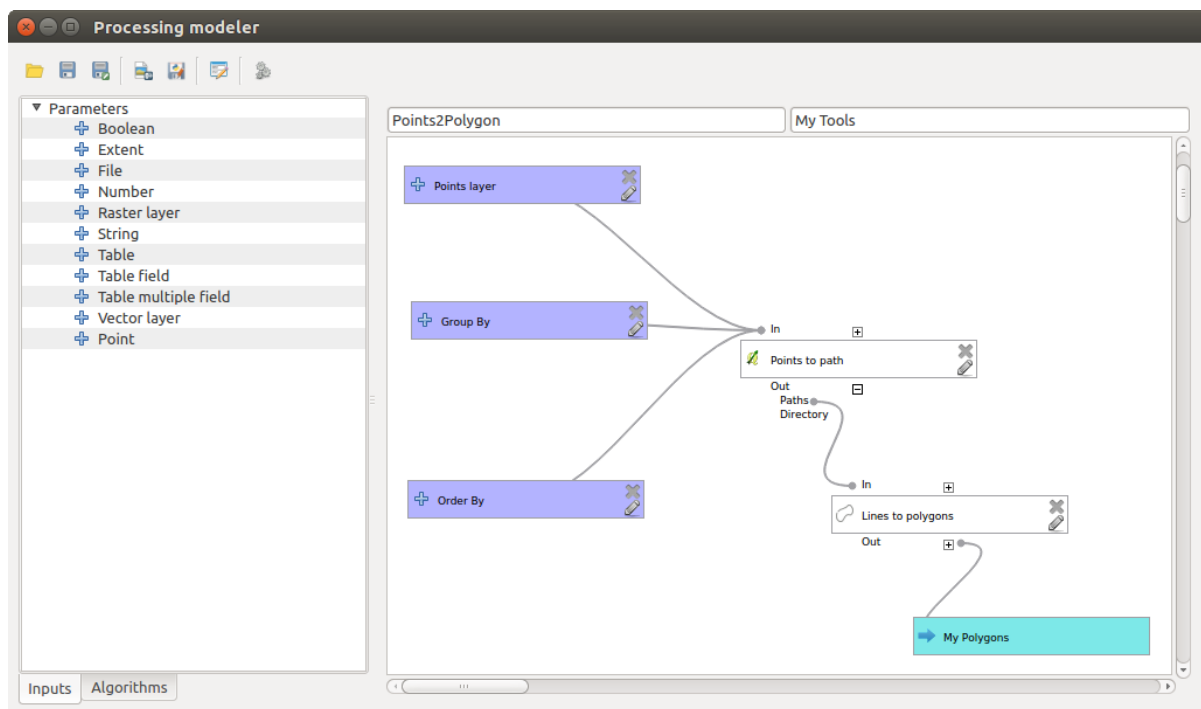 Processing modeler
Parameters
Boolean
Extent
File
Number
Raster layer
String
Table
Table field
Table multiple field
Vector layer
Point
Inputs
Algorithms
Points2Polygon
My Tools
Points layer
Group By
In
Points to path
Out
Paths
Directory
Order By
In
Lines to polygons
Out
My Polygons